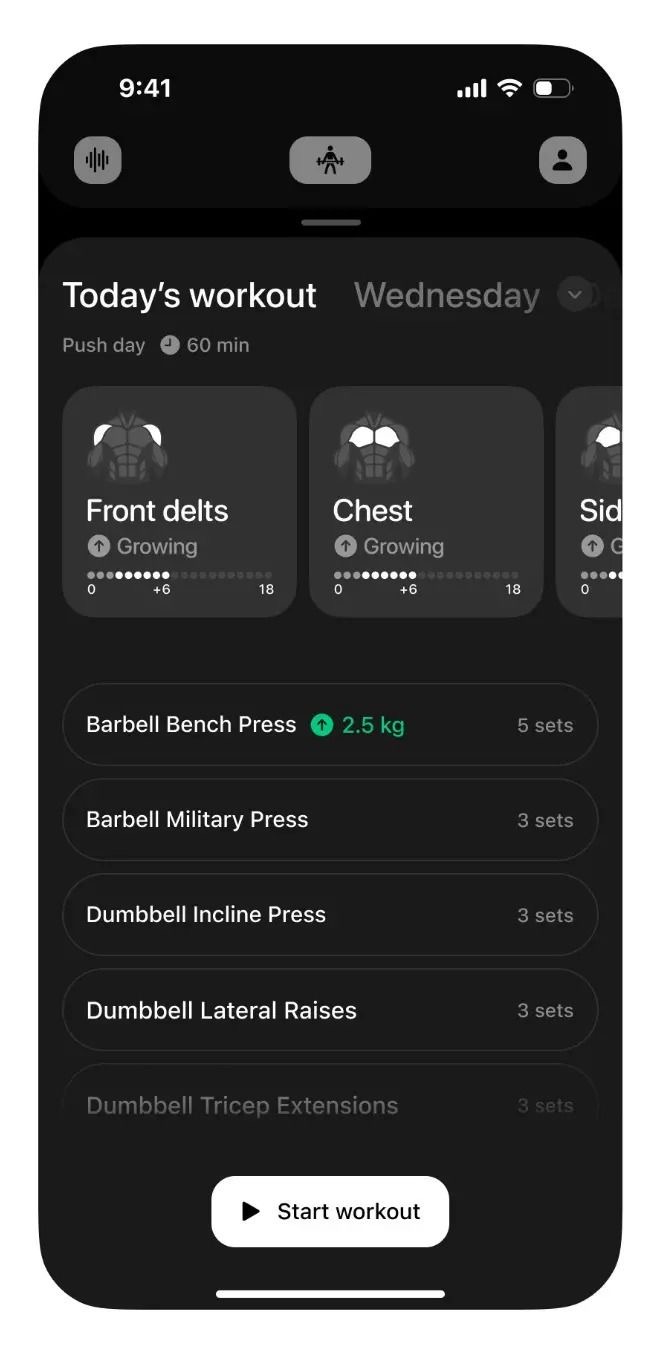 9:41
Today’s workout Wednesday
Push day 60 min
Front delts Chest Sid
Growing Growing G
0 +6 18 0 +6 18 0
Barbell Bench Press 2.5 kg 5 sets
Barbell Military Press 3 sets
Dumbbell Incline Press 3 sets
Dumbbell Lateral Raises 3 sets
Dumbbell Tricep Extensions 3 sets
Start workout